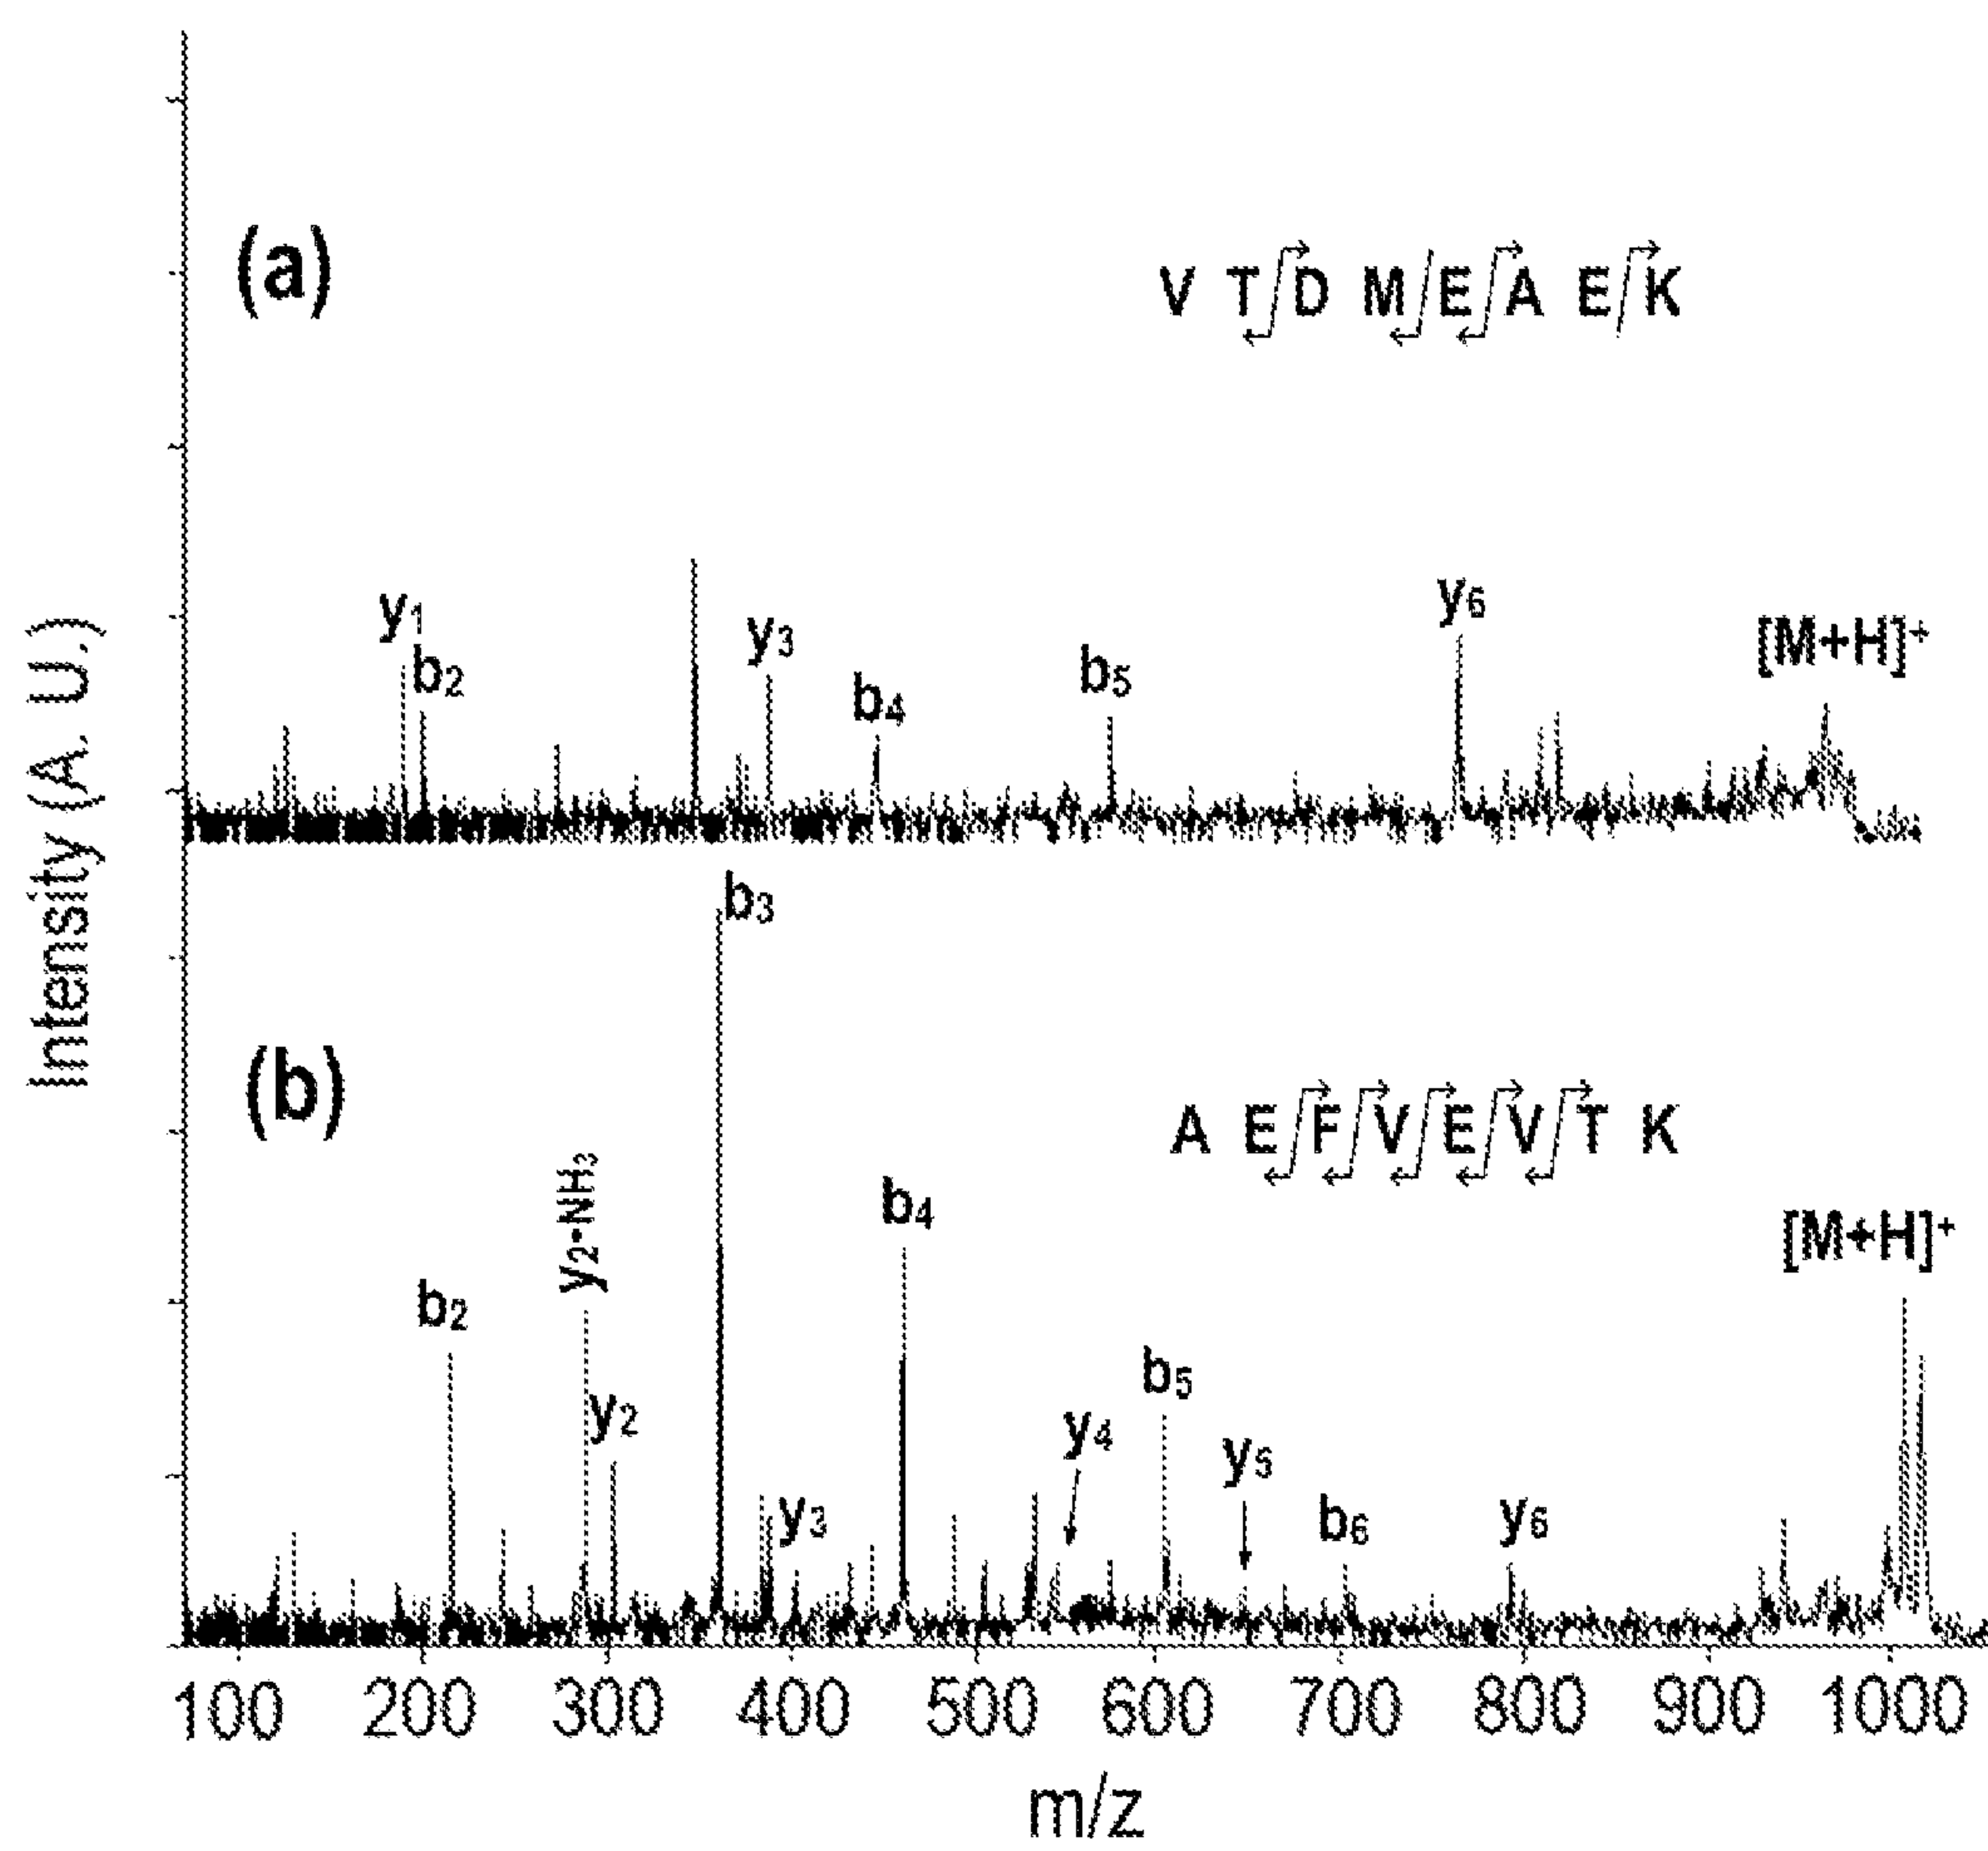 (a)
V T D M E A E K
y1
b2
y3
b4
b5
y6
[M+H]+
Intensity (A. U.)
b3
(b)
A E F V E V T K
b2
y2-NH3
y2
y3
b4
y4
b5
y5
b6
y6
[M+H]+
100 200 300 400 500 600 700 800 900 1000
m/z